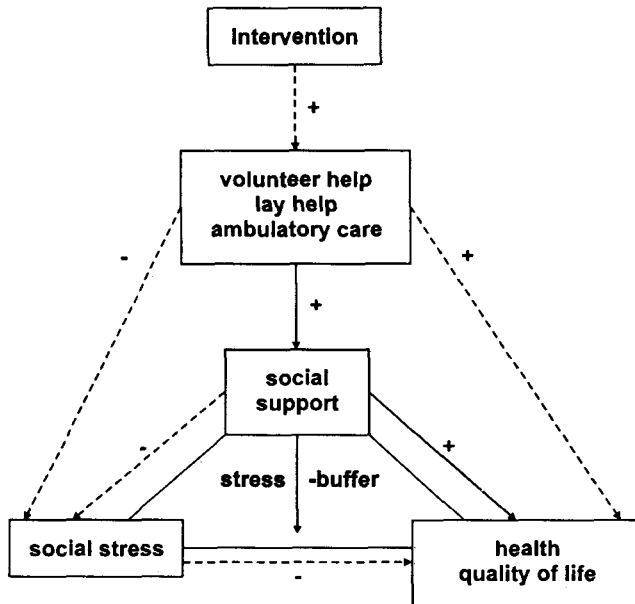 Intervention
+
volunteer help
lay help
ambulatory care
-
+
+
social
support
-
+
stress -buffer
social stress
health
quality of life
-